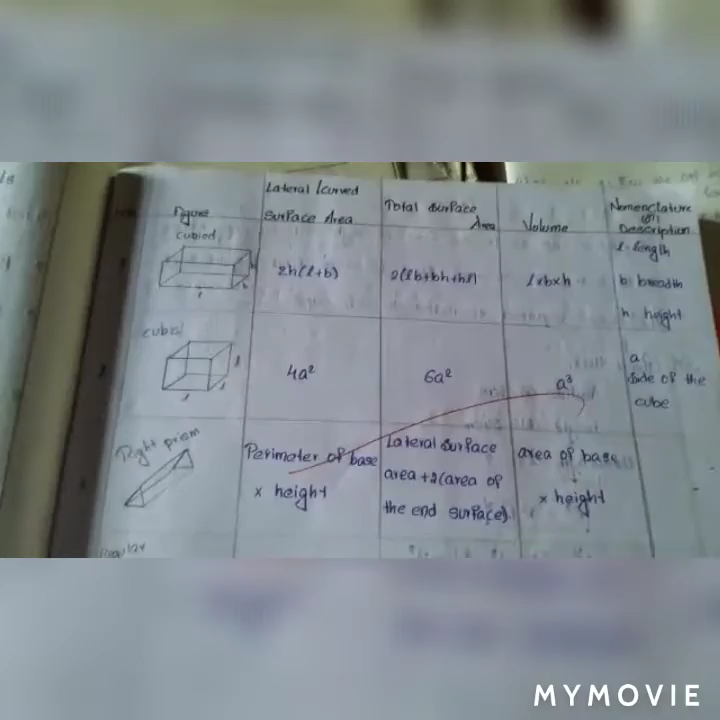 Lateral /curved
Surface Area
Figure
Total Surface
Area
Volume
Nomenclature
Description
cubied
2h(l+b)
2(lb+bh+hl)
l×b×h
l - length
b: breadth
h - height
4a²
6a²
a³
a
side of the
cube
Right prism
Perimeter of base
× height
Lateral surface
area +2(area of
the end surface).
area of base
× height
MYMOVIE